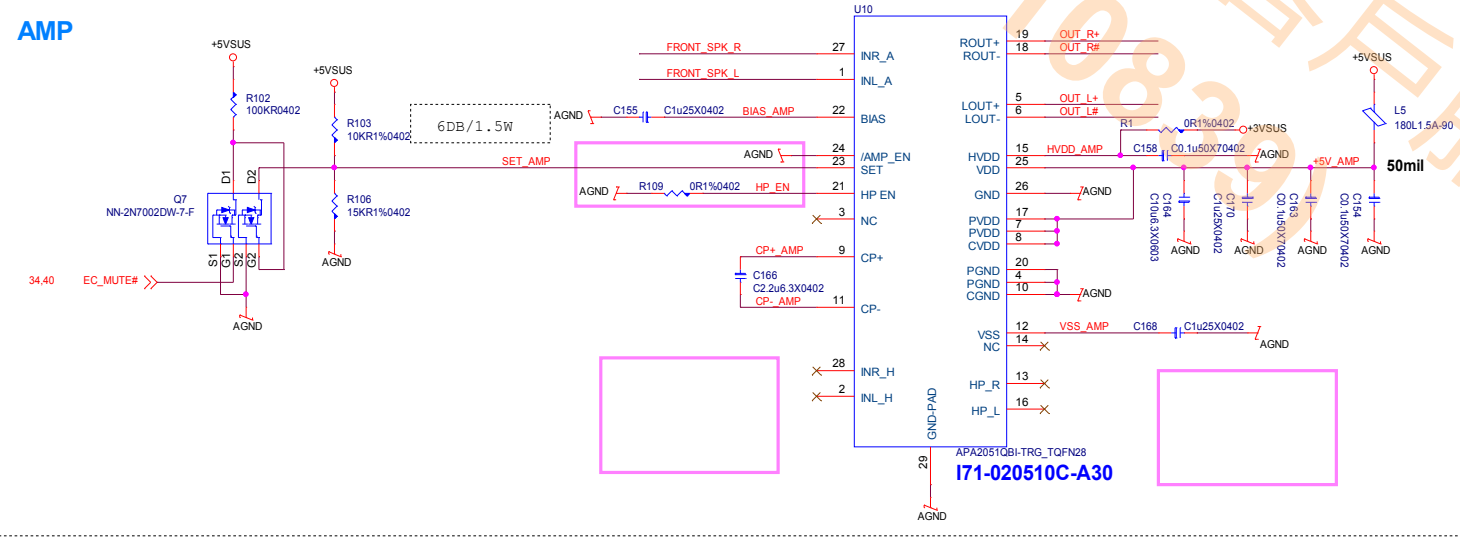 AMP
U10
+5VSUS
R102
100KR0402
+5VSUS
R103
10KR1%0402
6DB/1.5W
SET_AMP
R106
15KR1%0402
AGND
Q7
NN-2N7002DW-7-F
D1
D2
S1
G1
S2
G2
34,40 EC_MUTE#
AGND
FRONT_SPK_R 27 INR_A
FRONT_SPK_L 1 INL_A
AGND C155 C1u25X0402 BIAS_AMP 22 BIAS
AGND 24 /AMP_EN
23 SET
AGND R109 0R1%0402 HP_EN 21 HP EN
3 NC
CP+_AMP 9 CP+
C166
C2.2u6.3X0402
CP-_AMP 11 CP-
28 INR_H
2 INL_H
GND-PAD
29
AGND
ROUT+ 19 OUT_R+
ROUT- 18 OUT_R#
LOUT+ 5 OUT_L+
LOUT- 6 OUT_L#
R1 0R1%0402 +3VSUS
HVDD 15 HVDD_AMP C158 C0.1u50X70402 AGND
VDD 25 +5V_AMP
50mil
+5VSUS
L5
180L1.5A-90
GND 26 AGND
PVDD 17
PVDD 7
CVDD 8
C164
C10u6.3X0603
AGND
C170
C1u25X0402
AGND
C163
C0.1u50X70402
AGND
C154
C0.1u50X70402
AGND
PGND 20
PGND 4
CGND 10 AGND
VSS 12 VSS_AMP C168 C1u25X0402 AGND
NC 14
HP_R 13
HP_L 16
APA2051QBI-TRG_TQFN28
I71-020510C-A30